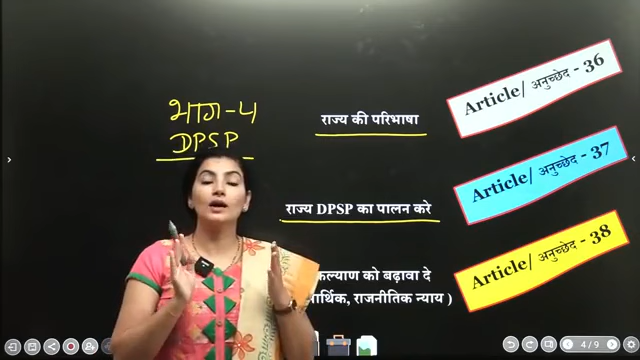 भाग-4
DPSP
राज्य की परिभाषा
Article/ अनुच्छेद - 36
राज्य DPSP का पालन करे
Article/ अनुच्छेद - 37
कल्याण को बढ़ावा दे
राजनीतिक न्याय )
Article/ अनुच्छेद - 38
4 / 9